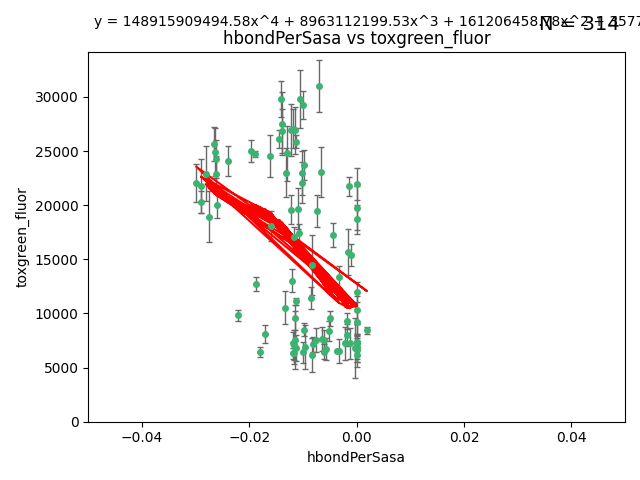 y = 148915909494.58x^4 + 8963112199.53x^3 + 161206458.
N = 314
hbondPerSasa vs toxgreen_fluor
toxgreen_fluor
30000
25000
20000
15000
10000
5000
0
−0.04
−0.02
0.00
0.02
0.04
hbondPerSasa